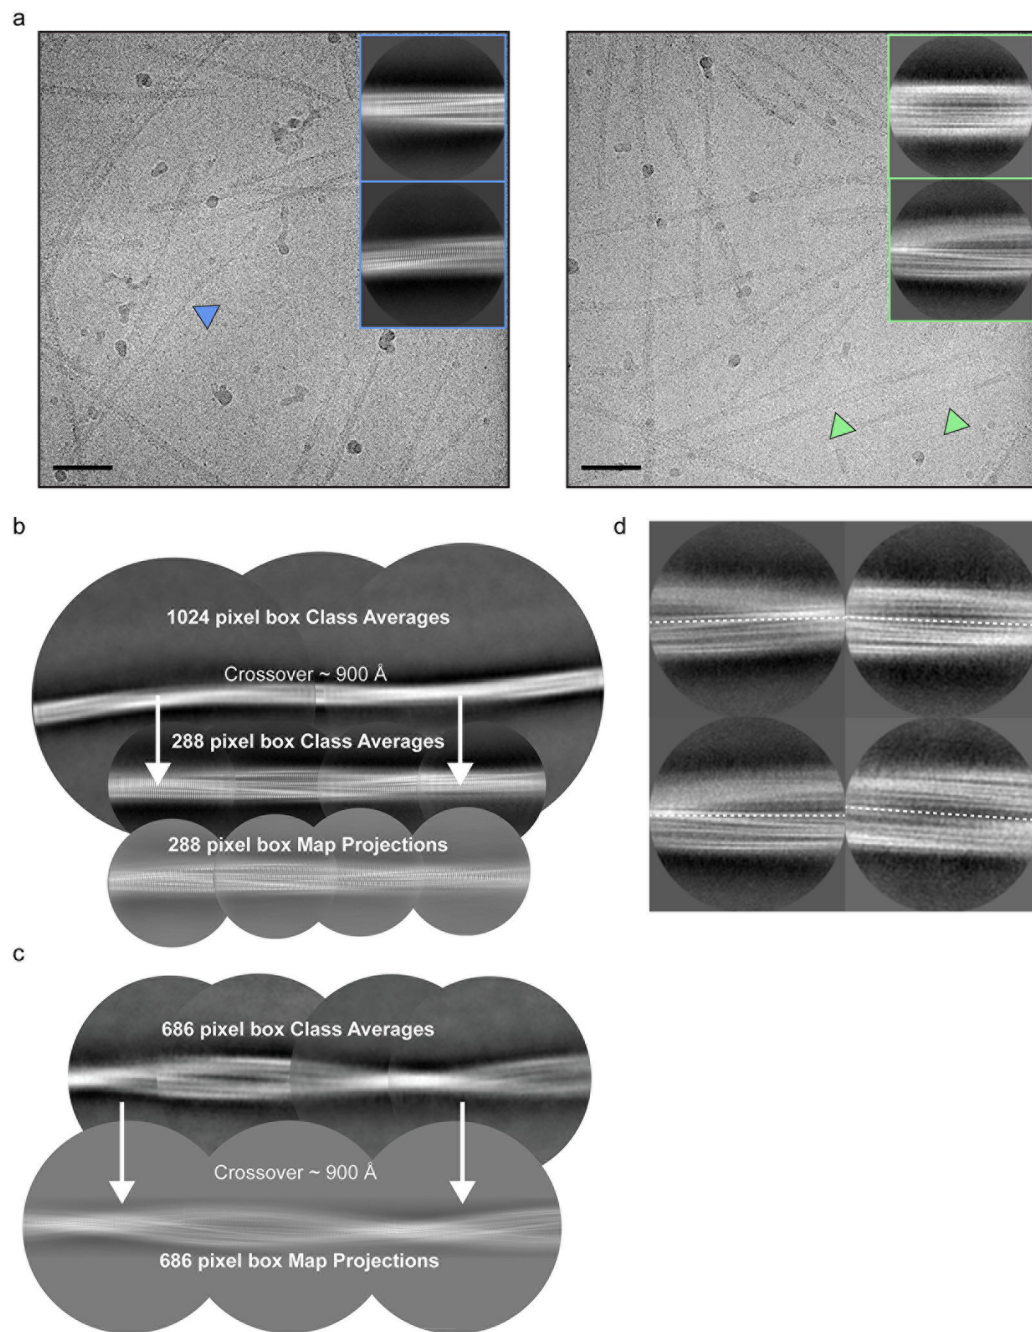 a
b
1024 pixel box Class Averages
Crossover ~ 900 Å
288 pixel box Class Averages
288 pixel box Map Projections
d
c
686 pixel box Class Averages
Crossover ~ 900 Å
686 pixel box Map Projections